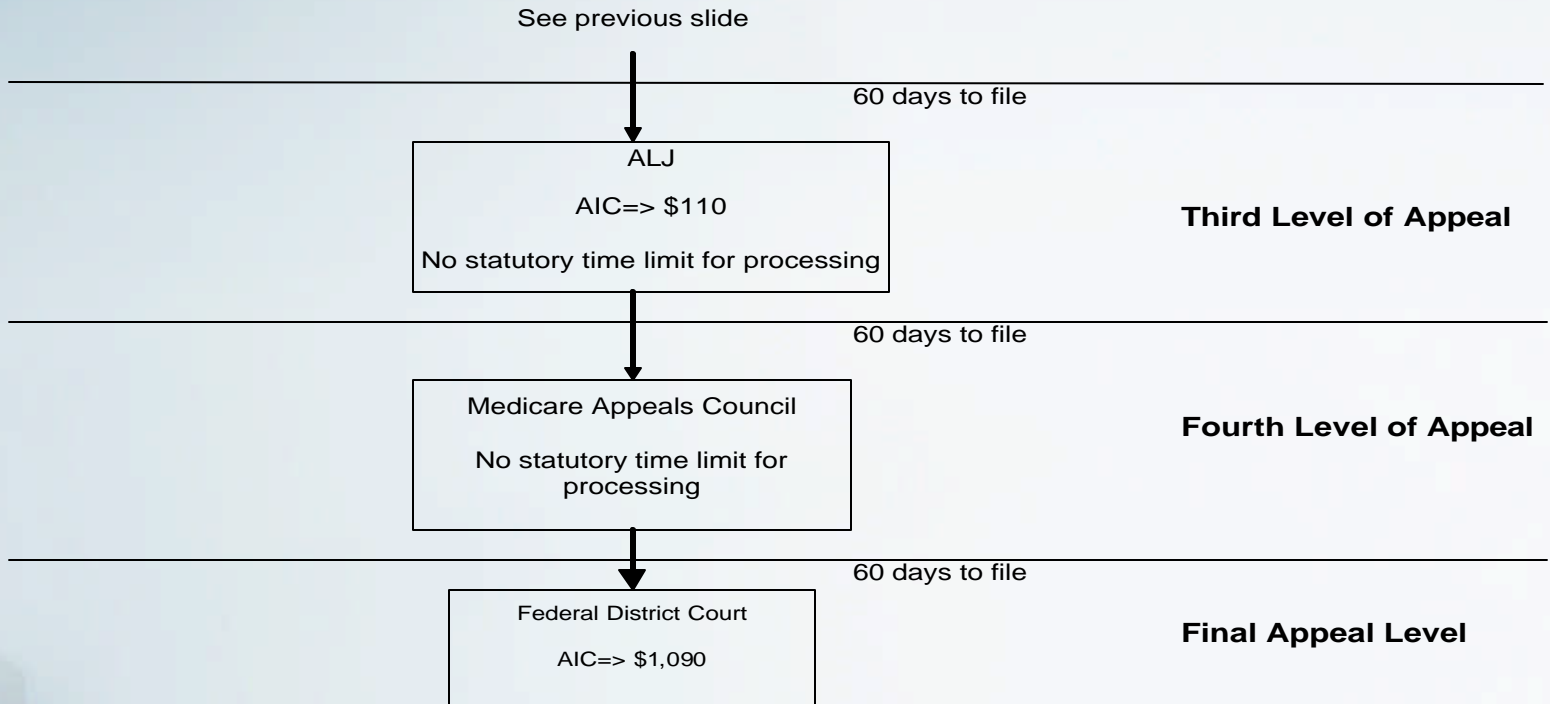 See previous slide
60 days to file
ALJ
AIC=> $110
No statutory time limit for processing
Third Level of Appeal
60 days to file
Medicare Appeals Council
No statutory time limit for
processing
Fourth Level of Appeal
60 days to file
Federal District Court
AIC=> $1,090
Final Appeal Level